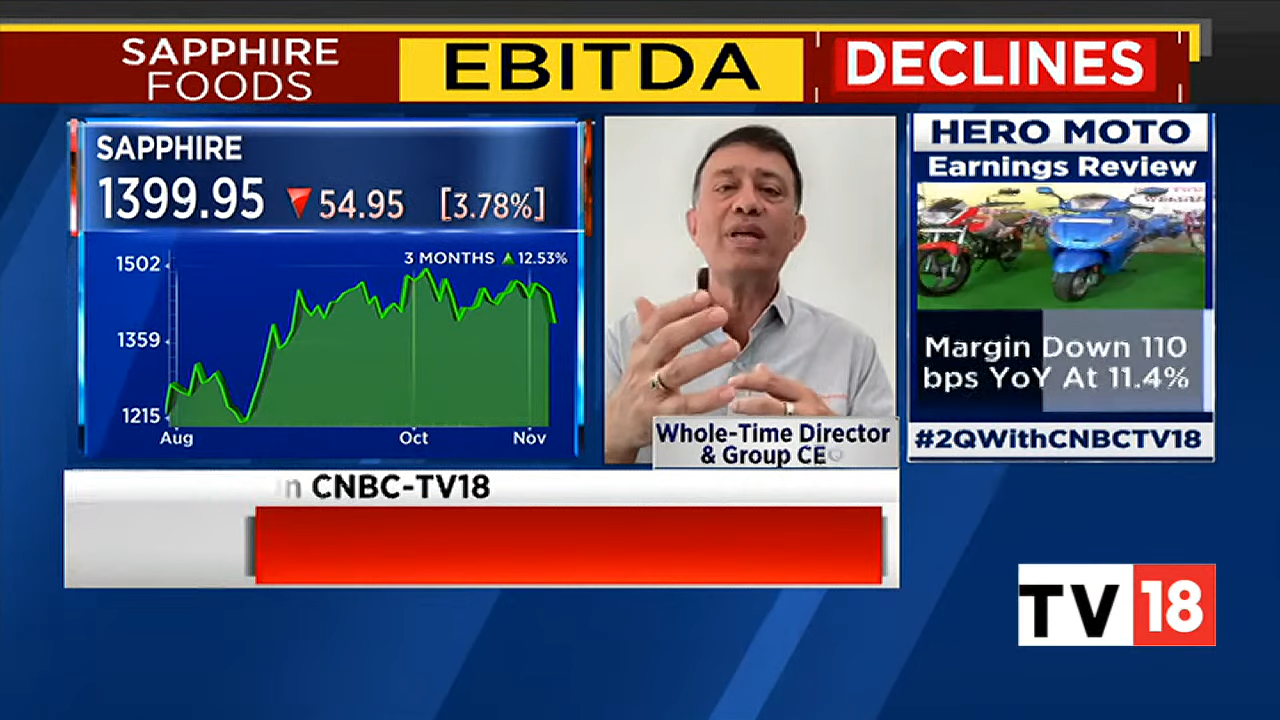 SAPPHIRE
FOODS
EBITDA
DECLINES
SAPPHIRE
1399.95 ▼ 54.95 [3.78%]
3 MONTHS ▲ 12.53%
1502
1359
1215
Aug Oct Nov
Whole-Time Director
& Group CE
n CNBC-TV18
HERO MOTO
Earnings Review
Margin Down 110
bps YoY At 11.4%
#2QWithCNBCTV18
TV18